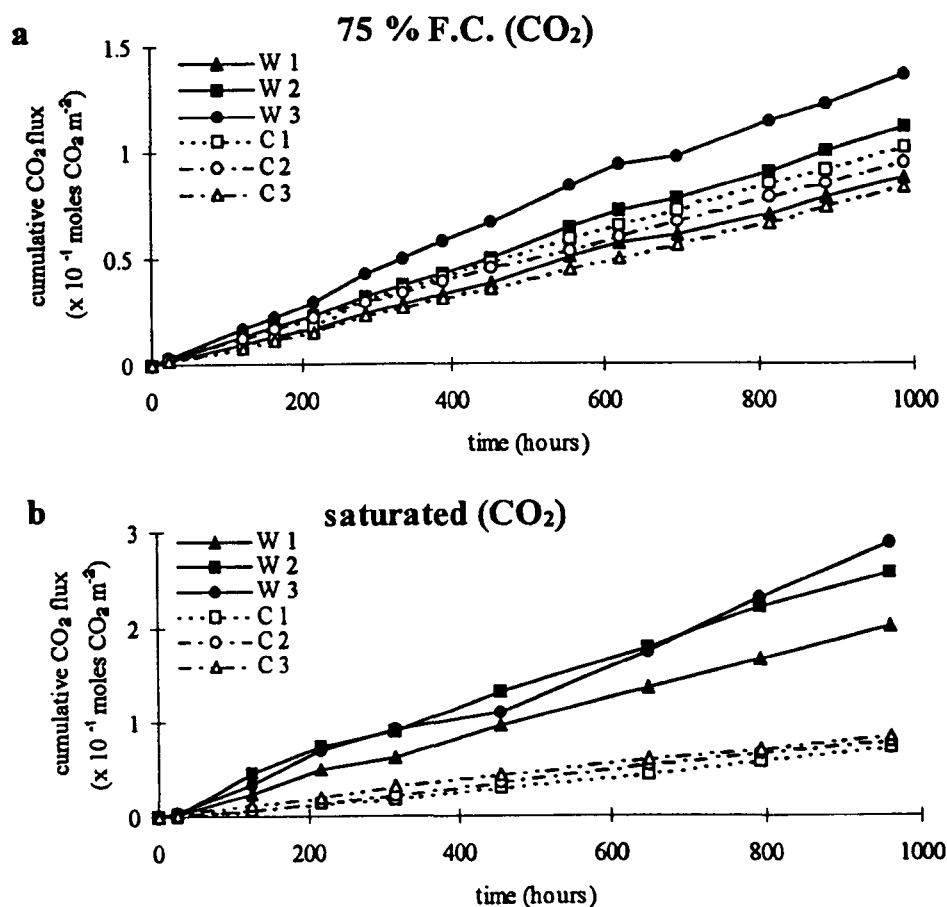 a
75 % F.C. (CO₂)
cumulative CO₂ flux
(x 10⁻¹ moles CO₂ m⁻²)
1.5
1
0.5
0
W 1
W 2
W 3
C 1
C 2
C 3
0 200 400 600 800 1000
time (hours)
b
saturated (CO₂)
cumulative CO₂ flux
(x 10⁻¹ moles CO₂ m⁻²)
3
2
1
0
W 1
W 2
W 3
C 1
C 2
C 3
0 200 400 600 800 1000
time (hours)